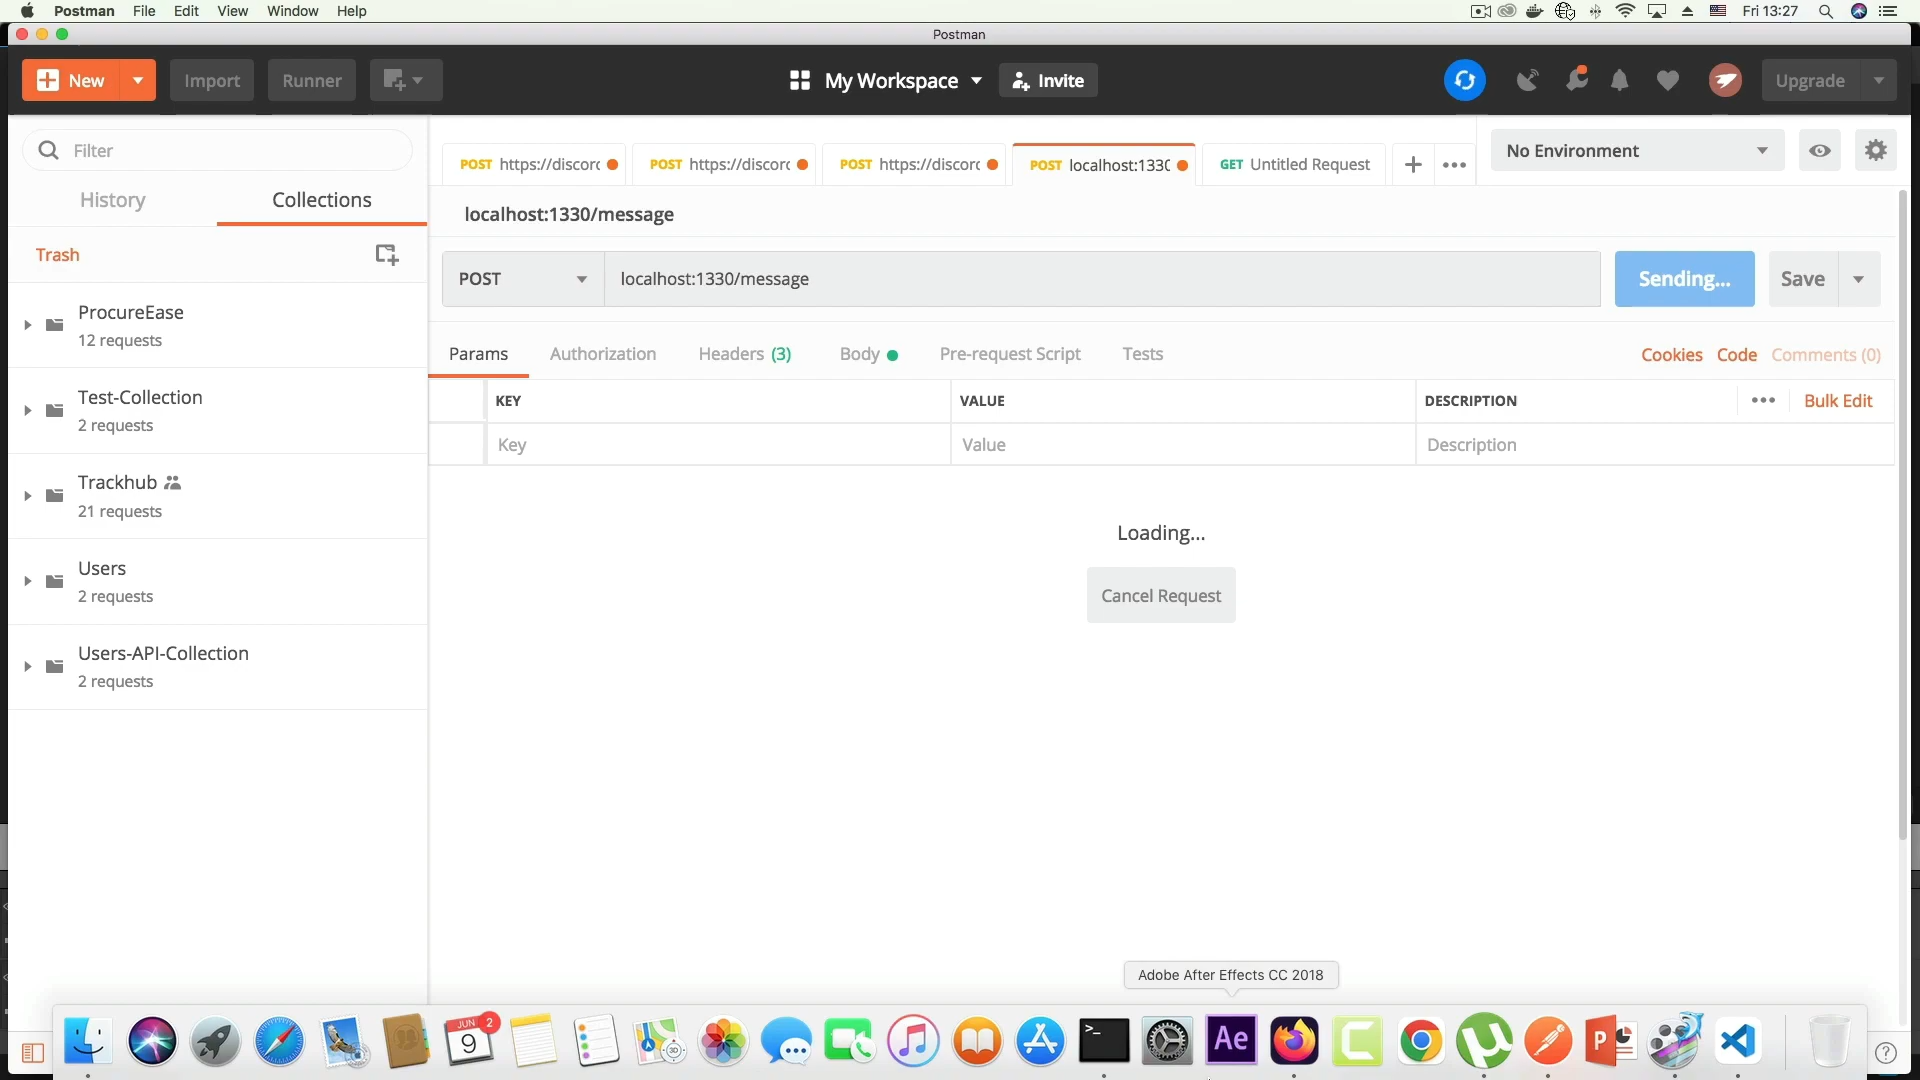 Postman File Edit View Window Help
Fri 13:27
Postman
New
Import
Runner
My Workspace
Invite
Upgrade
Filter
History
Collections
Trash
ProcureEase
12 requests
Test-Collection
2 requests
Trackhub
21 requests
Users
2 requests
Users-API-Collection
2 requests
POST https://discorc
POST https://discorc
POST https://discorc
POST localhost:133(
GET Untitled Request
No Environment
localhost:1330/message
POST
localhost:1330/message
Sending...
Save
Params
Authorization
Headers (3)
Body
Pre-request Script
Tests
Cookies
Code
Comments (0)
KEY
VALUE
DESCRIPTION
Bulk Edit
Key
Value
Description
Loading...
Cancel Request
Adobe After Effects CC 2018
JUN
9
2
3D
>_
Ae
P